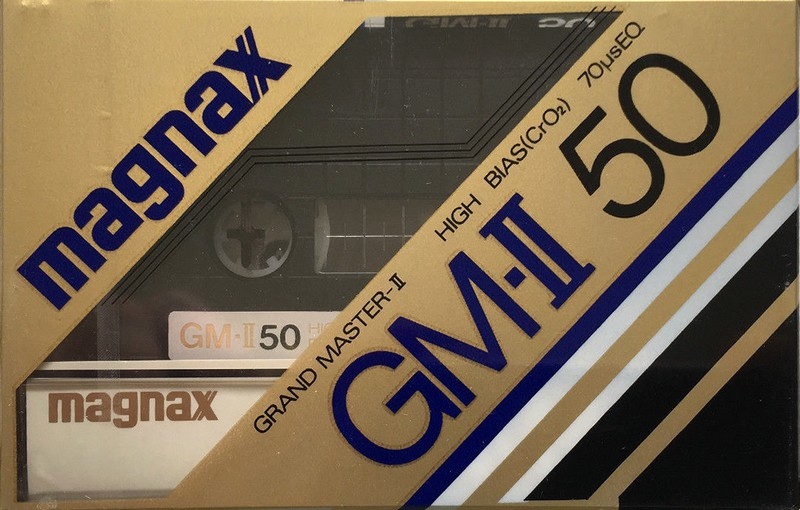 magnax
GRAND MASTER-II HIGH BIAS(CrO₂) 70µsEQ
GM-II 50
GM-II 50
magnax